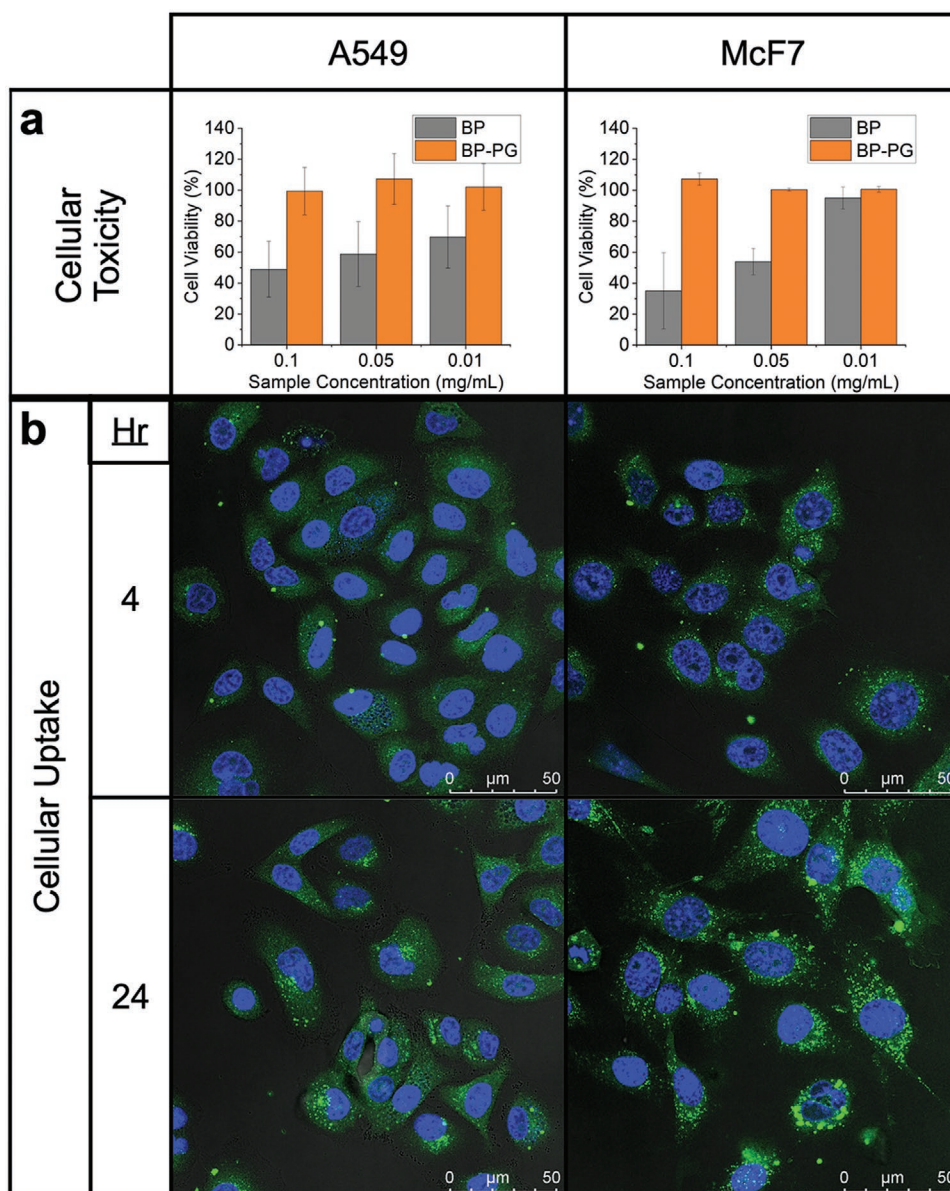 A549
McF7
a
Cellular
Toxicity
Cell Viability (%)
140
120
100
80
60
40
20
0
BP
BP-PG
0.1
0.05
0.01
Sample Concentration (mg/mL)
Cell Viability (%)
140
120
100
80
60
40
20
0
BP
BP-PG
0.1
0.05
0.01
Sample Concentration (mg/mL)
b
Hr
Cellular Uptake
4
0 µm 50
0 µm 50
24
0 µm 50
0 µm 50